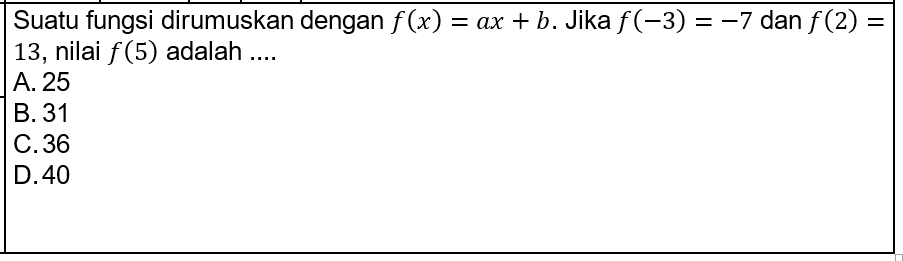 Suatu fungsi dirumuskan dengan f(x) = ax + b. Jika f(−3) = −7 dan f(2) =
13, nilai f(5) adalah ....
A. 25
B. 31
C. 36
D. 40